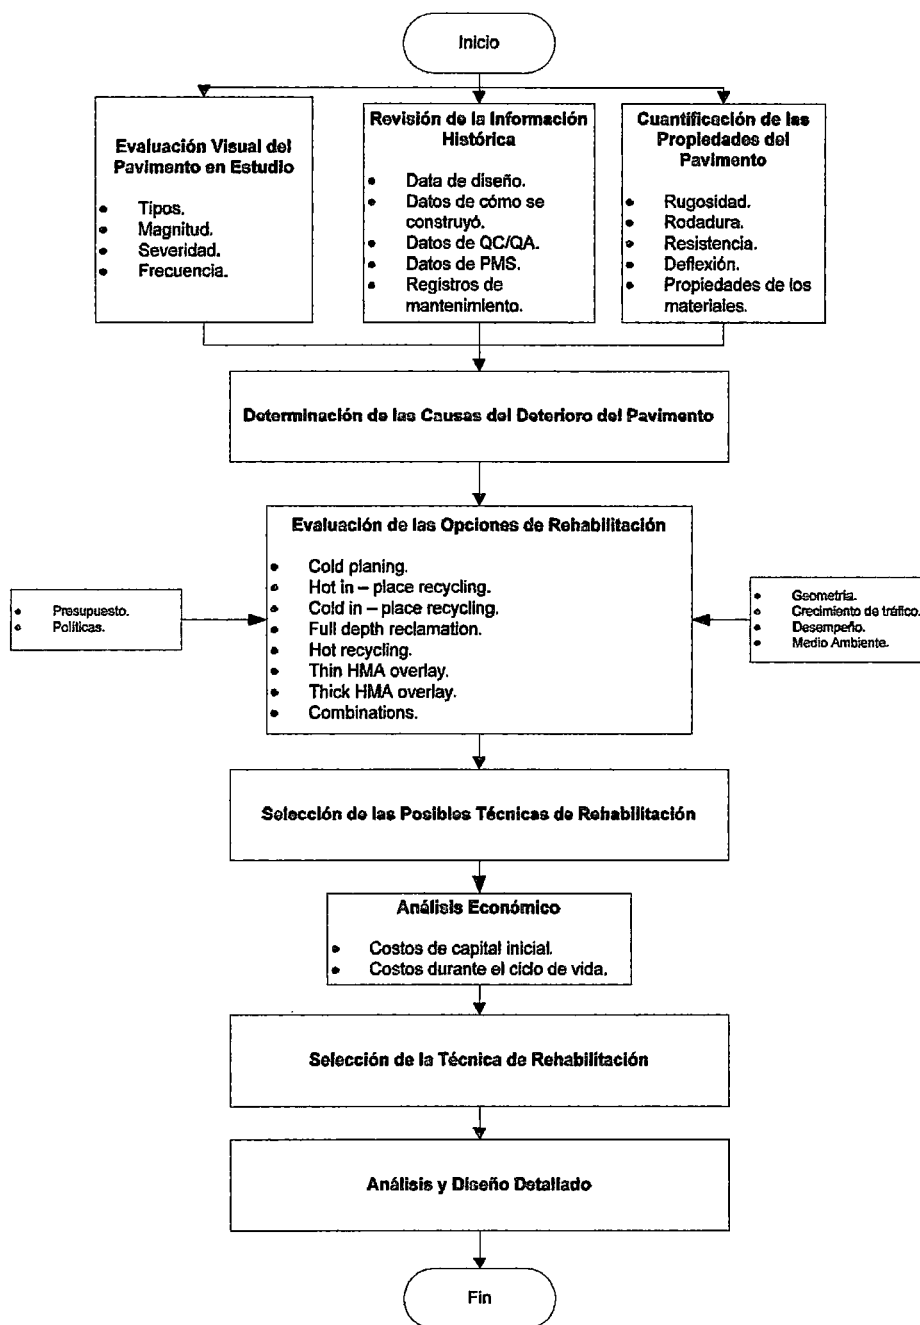 Inicio
Evaluación Visual del
Pavimento en Estudio
• Tipos.
• Magnitud.
• Severidad.
• Frecuencia.
Revisión de la Información
Histórica
• Data de diseño.
• Datos de cómo se
construyó.
• Datos de QC/QA.
• Datos de PMS.
• Registros de
mantenimiento.
Cuantificación de las
Propiedades del
Pavimento
• Rugosidad.
• Rodadura.
• Resistencia.
• Deflexión.
• Propiedades de los
materiales.
Determinación de las Causas del Deterioro del Pavimento
Evaluación de las Opciones de Rehabilitación
• Cold planing.
• Hot in – place recycling.
• Cold in – place recycling.
• Full depth reclamation.
• Hot recycling.
• Thin HMA overlay.
• Thick HMA overlay.
• Combinations.
• Presupuesto.
• Políticas.
• Geometría.
• Crecimiento de tráfico.
• Desempeño.
• Medio Ambiente.
Selección de las Posibles Técnicas de Rehabilitación
Análisis Económico
• Costos de capital inicial.
• Costos durante el ciclo de vida.
Selección de la Técnica de Rehabilitación
Análisis y Diseño Detallado
Fin